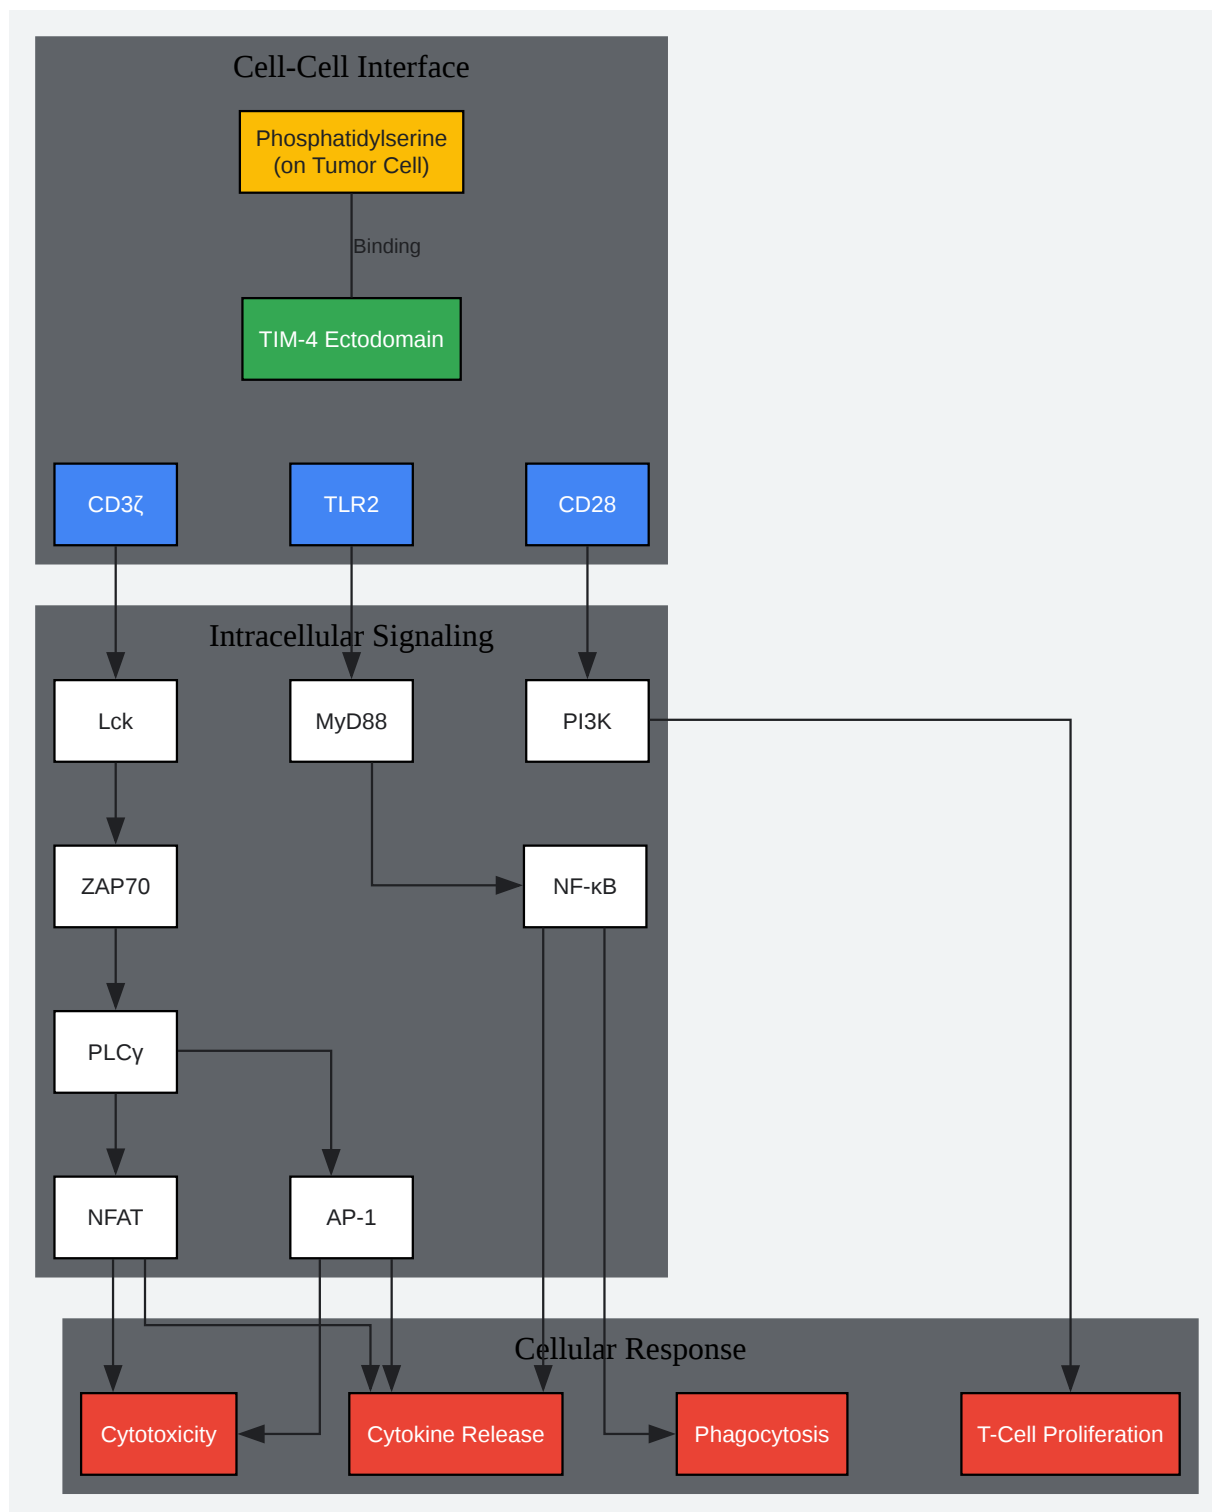 Cell-Cell Interface
Phosphatidylserine
(on Tumor Cell)
Binding
TIM-4 Ectodomain
CD3ζ
TLR2
CD28
Intracellular Signaling
Lck
MyD88
PI3K
ZAP70
NF-κB
PLCγ
NFAT
AP-1
Cellular Response
Cytotoxicity
Cytokine Release
Phagocytosis
T-Cell Proliferation